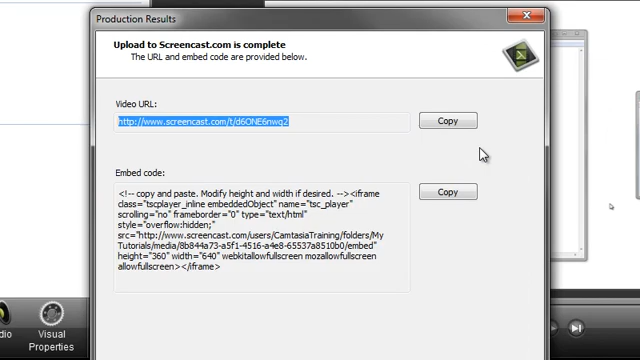 Production Results
Upload to Screencast.com is complete
The URL and embed code are provided below.
Video URL:
http://www.screencast.com/t/d6ONE6nwq2
Copy
Embed code:
Copy
<!-- copy and paste. Modify height and width if desired. --><iframe
class="tscplayer_inline embeddedObject" name="tsc_player"
scrolling="no" frameborder="0" type="text/html"
style="overflow:hidden;"
src="http://www.screencast.com/users/CamtasiaTraining/folders/My
Tutorials/media/8b844a73-a5f1-4516-a4e8-65537a8510b0/embed"
height="360" width="640" webkitallowfullscreen mozallowfullscreen
allowfullscreen></iframe>
dio
Visual
Properties